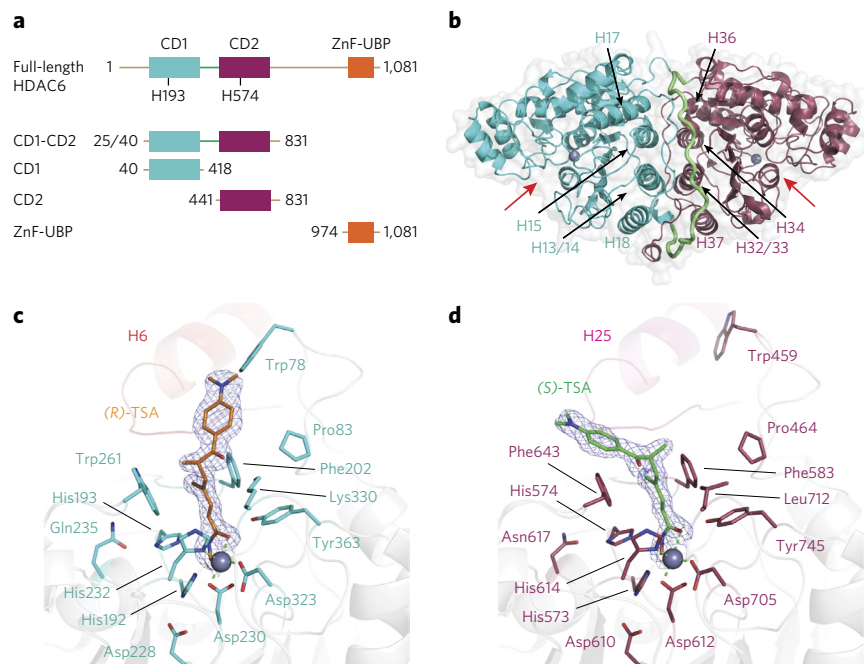 a
CD1 CD2 ZnF-UBP
Full-length HDAC6 1 1,081
H193 H574
CD1-CD2 25/40 831
CD1 40 418
CD2 441 831
ZnF-UBP 974 1,081
b
H17 H36
H15 H34
H13/14 H18 H37 H32/33
c
H6
Trp78
(R)-TSA
Pro83
Trp261 Phe202
His193 Lys330
Gln235 Tyr363
His232 Asp323
His192 Asp230
Asp228
d
H25
Trp459
(S)-TSA
Pro464
Phe643 Phe583
His574 Leu712
Asn617 Tyr745
His614 Asp705
His573
Asp610 Asp612